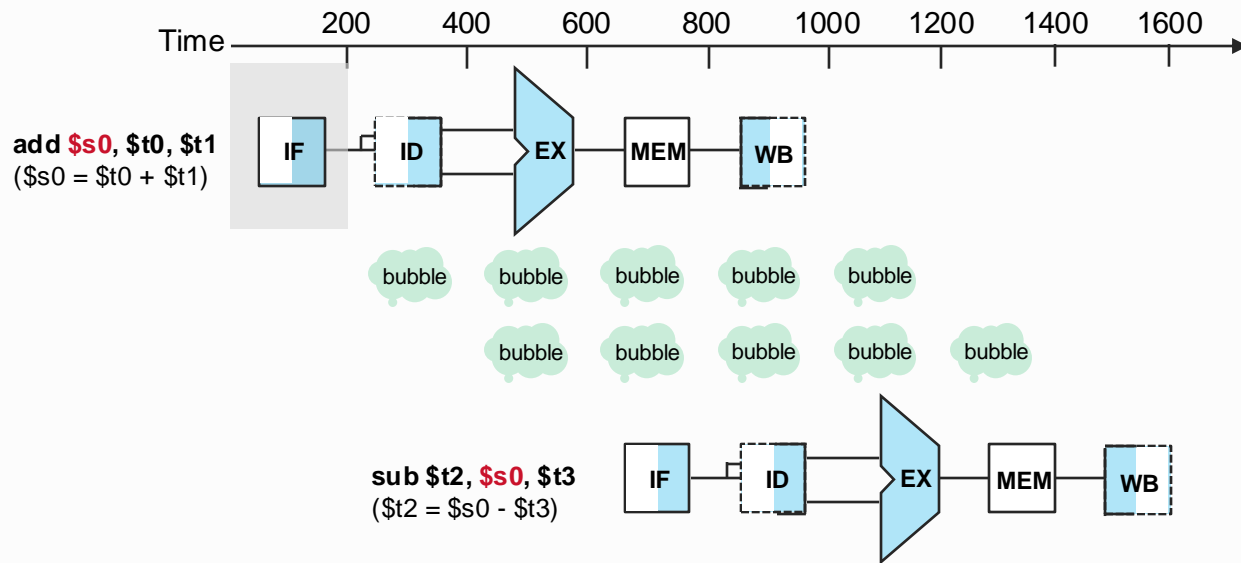 200 400 600 800 1000 1200 1400 1600
Time
add $s0, $t0, $t1
($s0 = $t0 + $t1)
IF ID EX MEM WB
bubble bubble bubble bubble bubble
bubble bubble bubble bubble bubble
sub $t2, $s0, $t3
($t2 = $s0 - $t3)
IF ID EX MEM WB